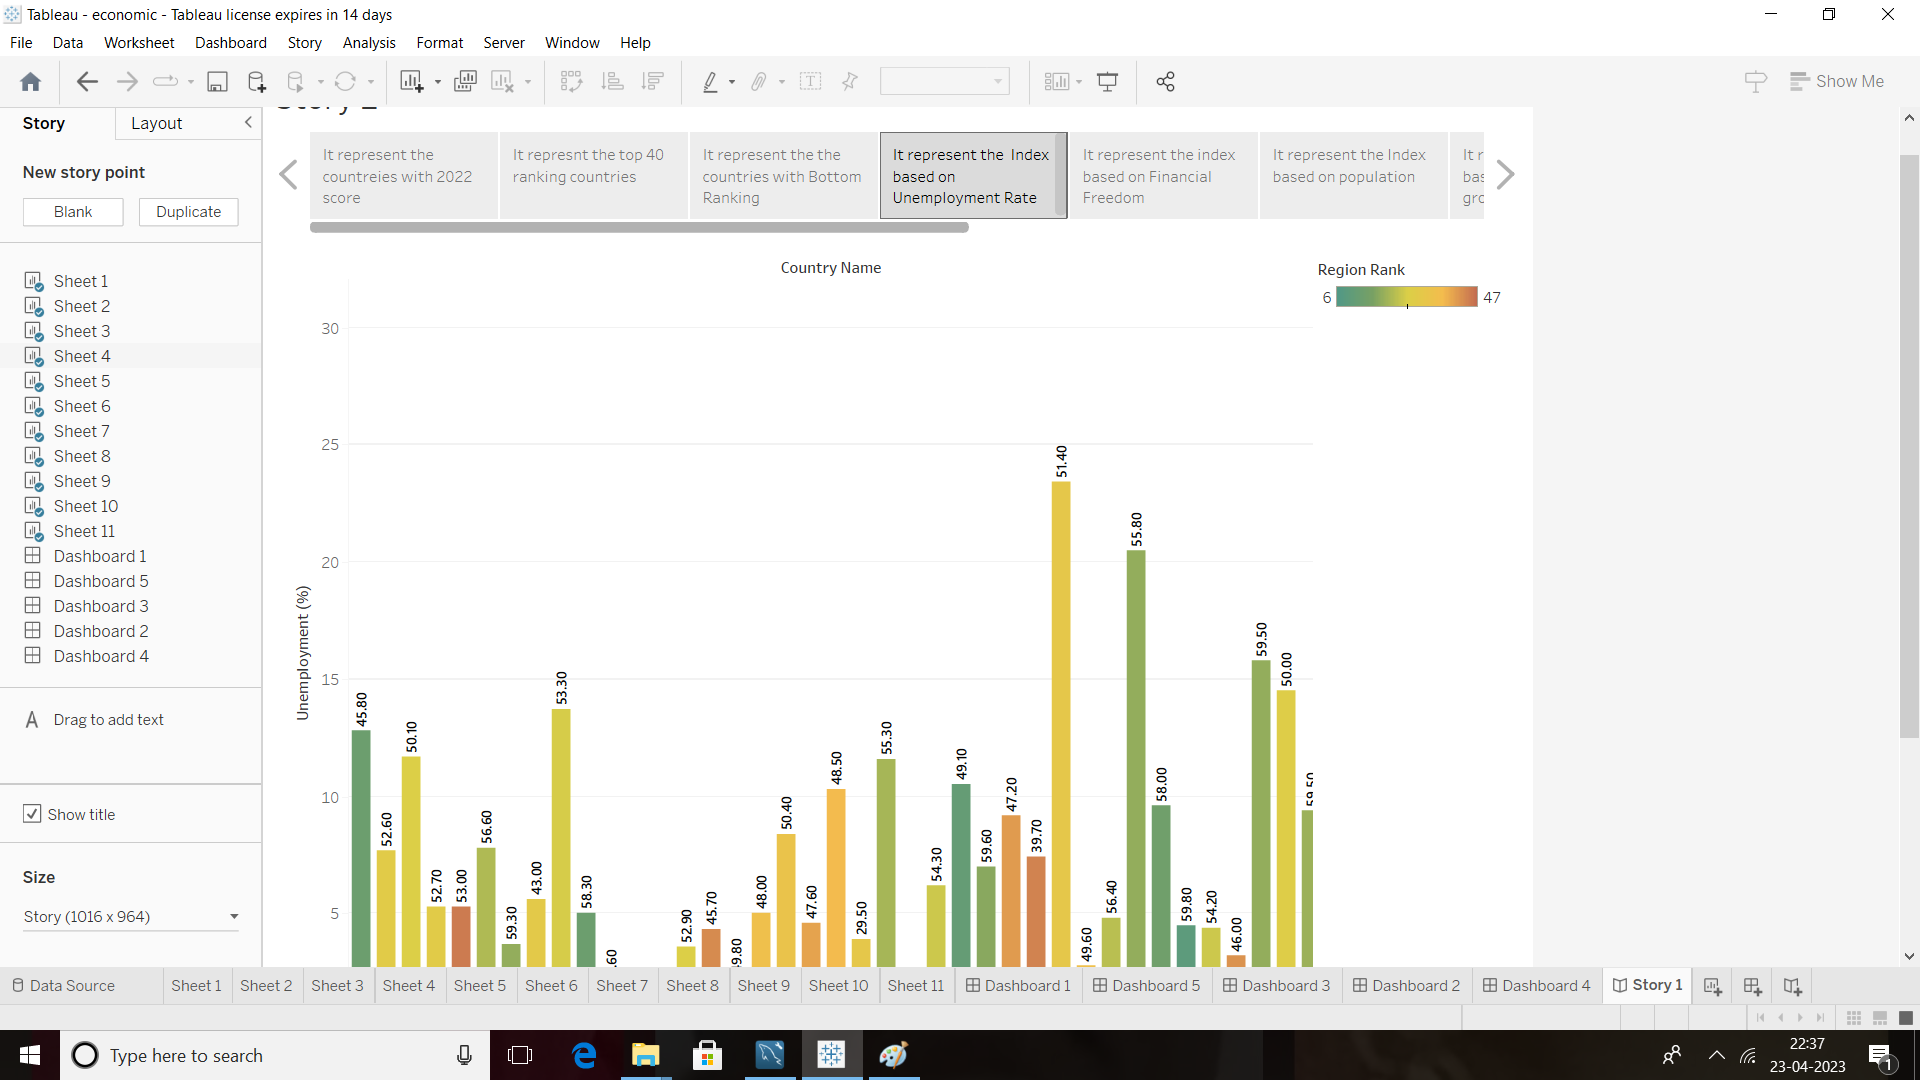 Tableau - economic - Tableau license expires in 14 days
File Data Worksheet Dashboard Story Analysis Format Server Window Help
Show Me
Story Layout
New story point
Blank Duplicate
Sheet 1
Sheet 2
Sheet 3
Sheet 4
Sheet 5
Sheet 6
Sheet 7
Sheet 8
Sheet 9
Sheet 10
Sheet 11
Dashboard 1
Dashboard 5
Dashboard 3
Dashboard 2
Dashboard 4
A Drag to add text
Show title
Size
Story (1016 x 964)
It represent the
countreies with 2022
score
It represnt the top 40
ranking countries
It represent the the
countries with Bottom
Ranking
It represent the Index
based on
Unemployment Rate
It represent the index
based on Financial
Freedom
It represent the Index
based on population
It r
bas
gro
Country Name
Region Rank
6 47
Unemployment (%)
30
25
20
15
10
5
45.80
52.60
50.10
52.70
53.00
56.60
59.30
43.00
53.30
58.30
.60
52.90
45.70
9.80
48.00
50.40
47.60
48.50
29.50
55.30
54.30
49.10
59.60
47.20
39.70
51.40
49.60
56.40
55.80
58.00
59.80
54.20
46.00
59.50
50.00
Data Source Sheet 1 Sheet 2 Sheet 3 Sheet 4 Sheet 5 Sheet 6 Sheet 7 Sheet 8 Sheet 9 Sheet 10 Sheet 11 Dashboard 1 Dashboard 5 Dashboard 3 Dashboard 2 Dashboard 4 Story 1
Type here to search
22:37
23-04-2023
1